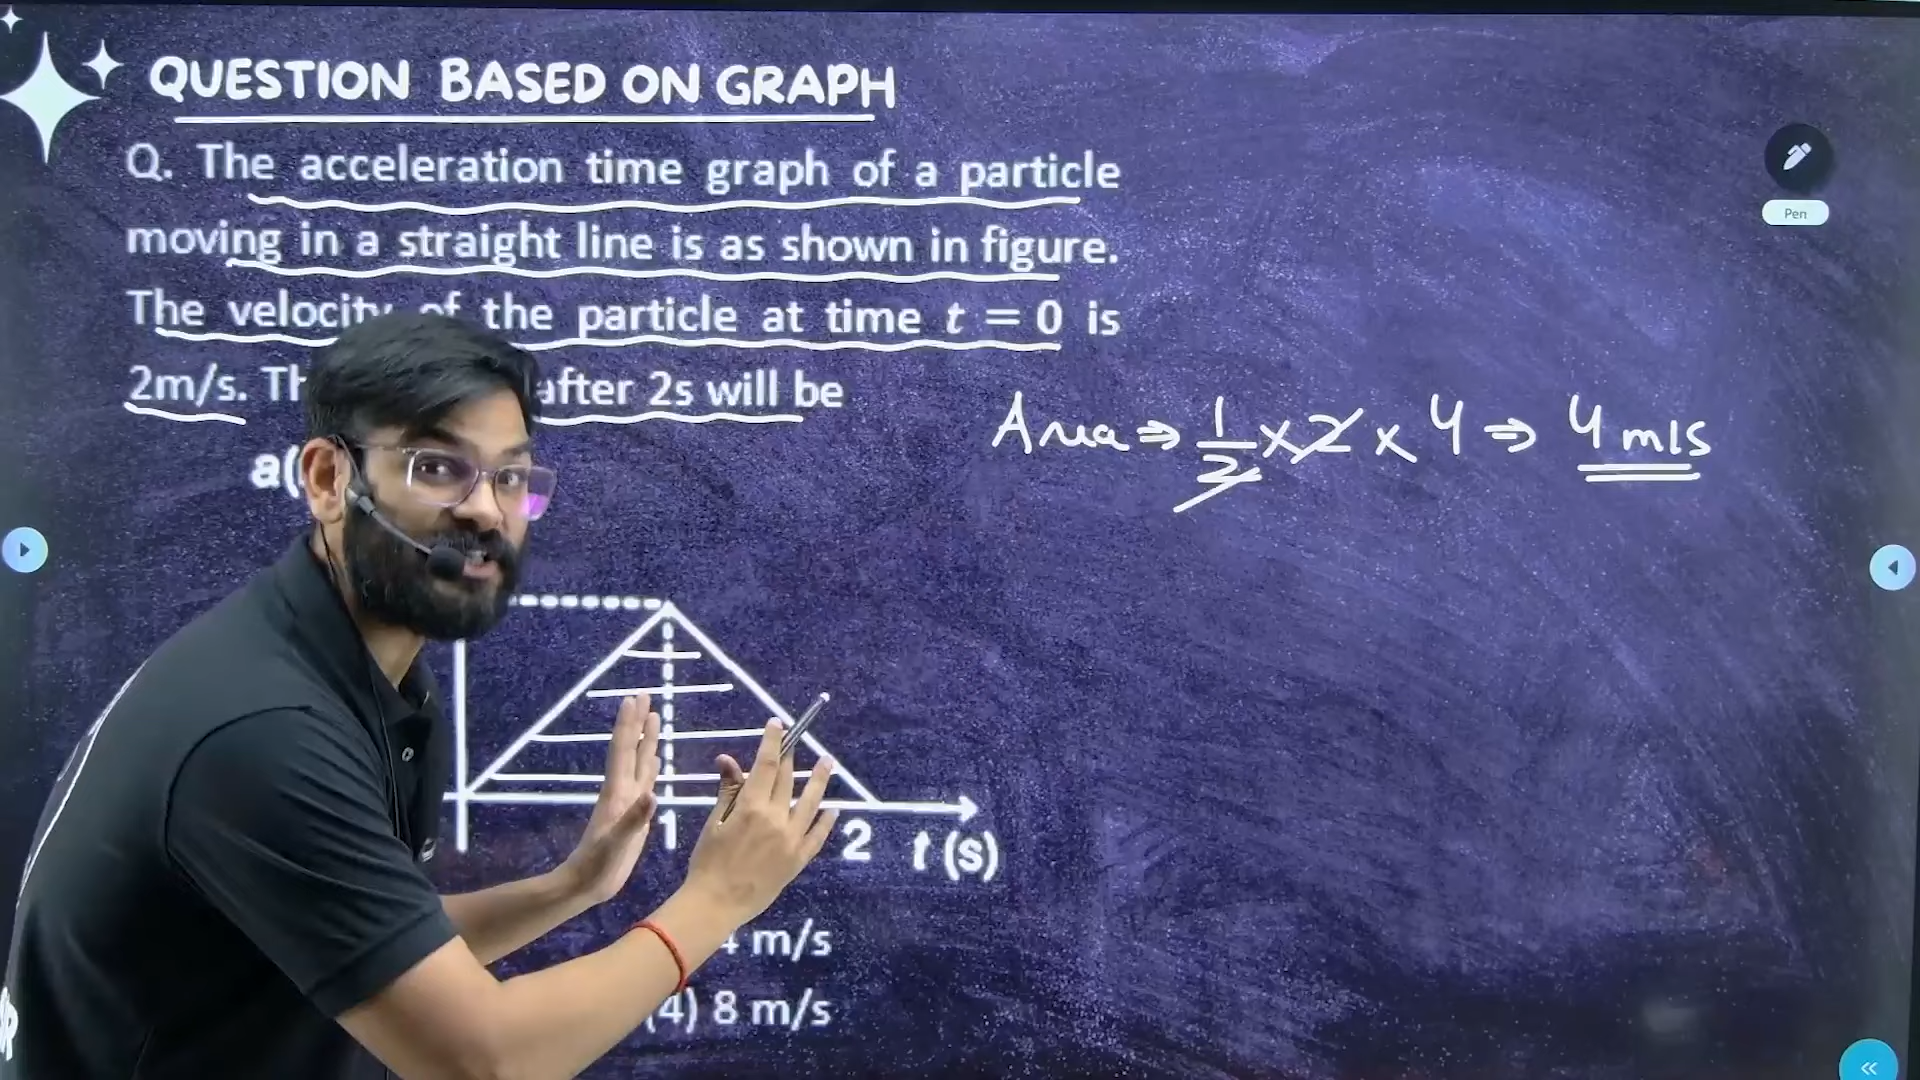 QUESTION BASED ON GRAPH
Q. The acceleration time graph of a particle
moving in a straight line is as shown in figure.
The velocity of the particle at time t = 0 is
2m/s. after 2s will be
Area ⇒ 1/2 × 2 × 4 ⇒ 4 m/s
Pen
a(
1
2
t (s)
4 m/s
(4) 8 m/s